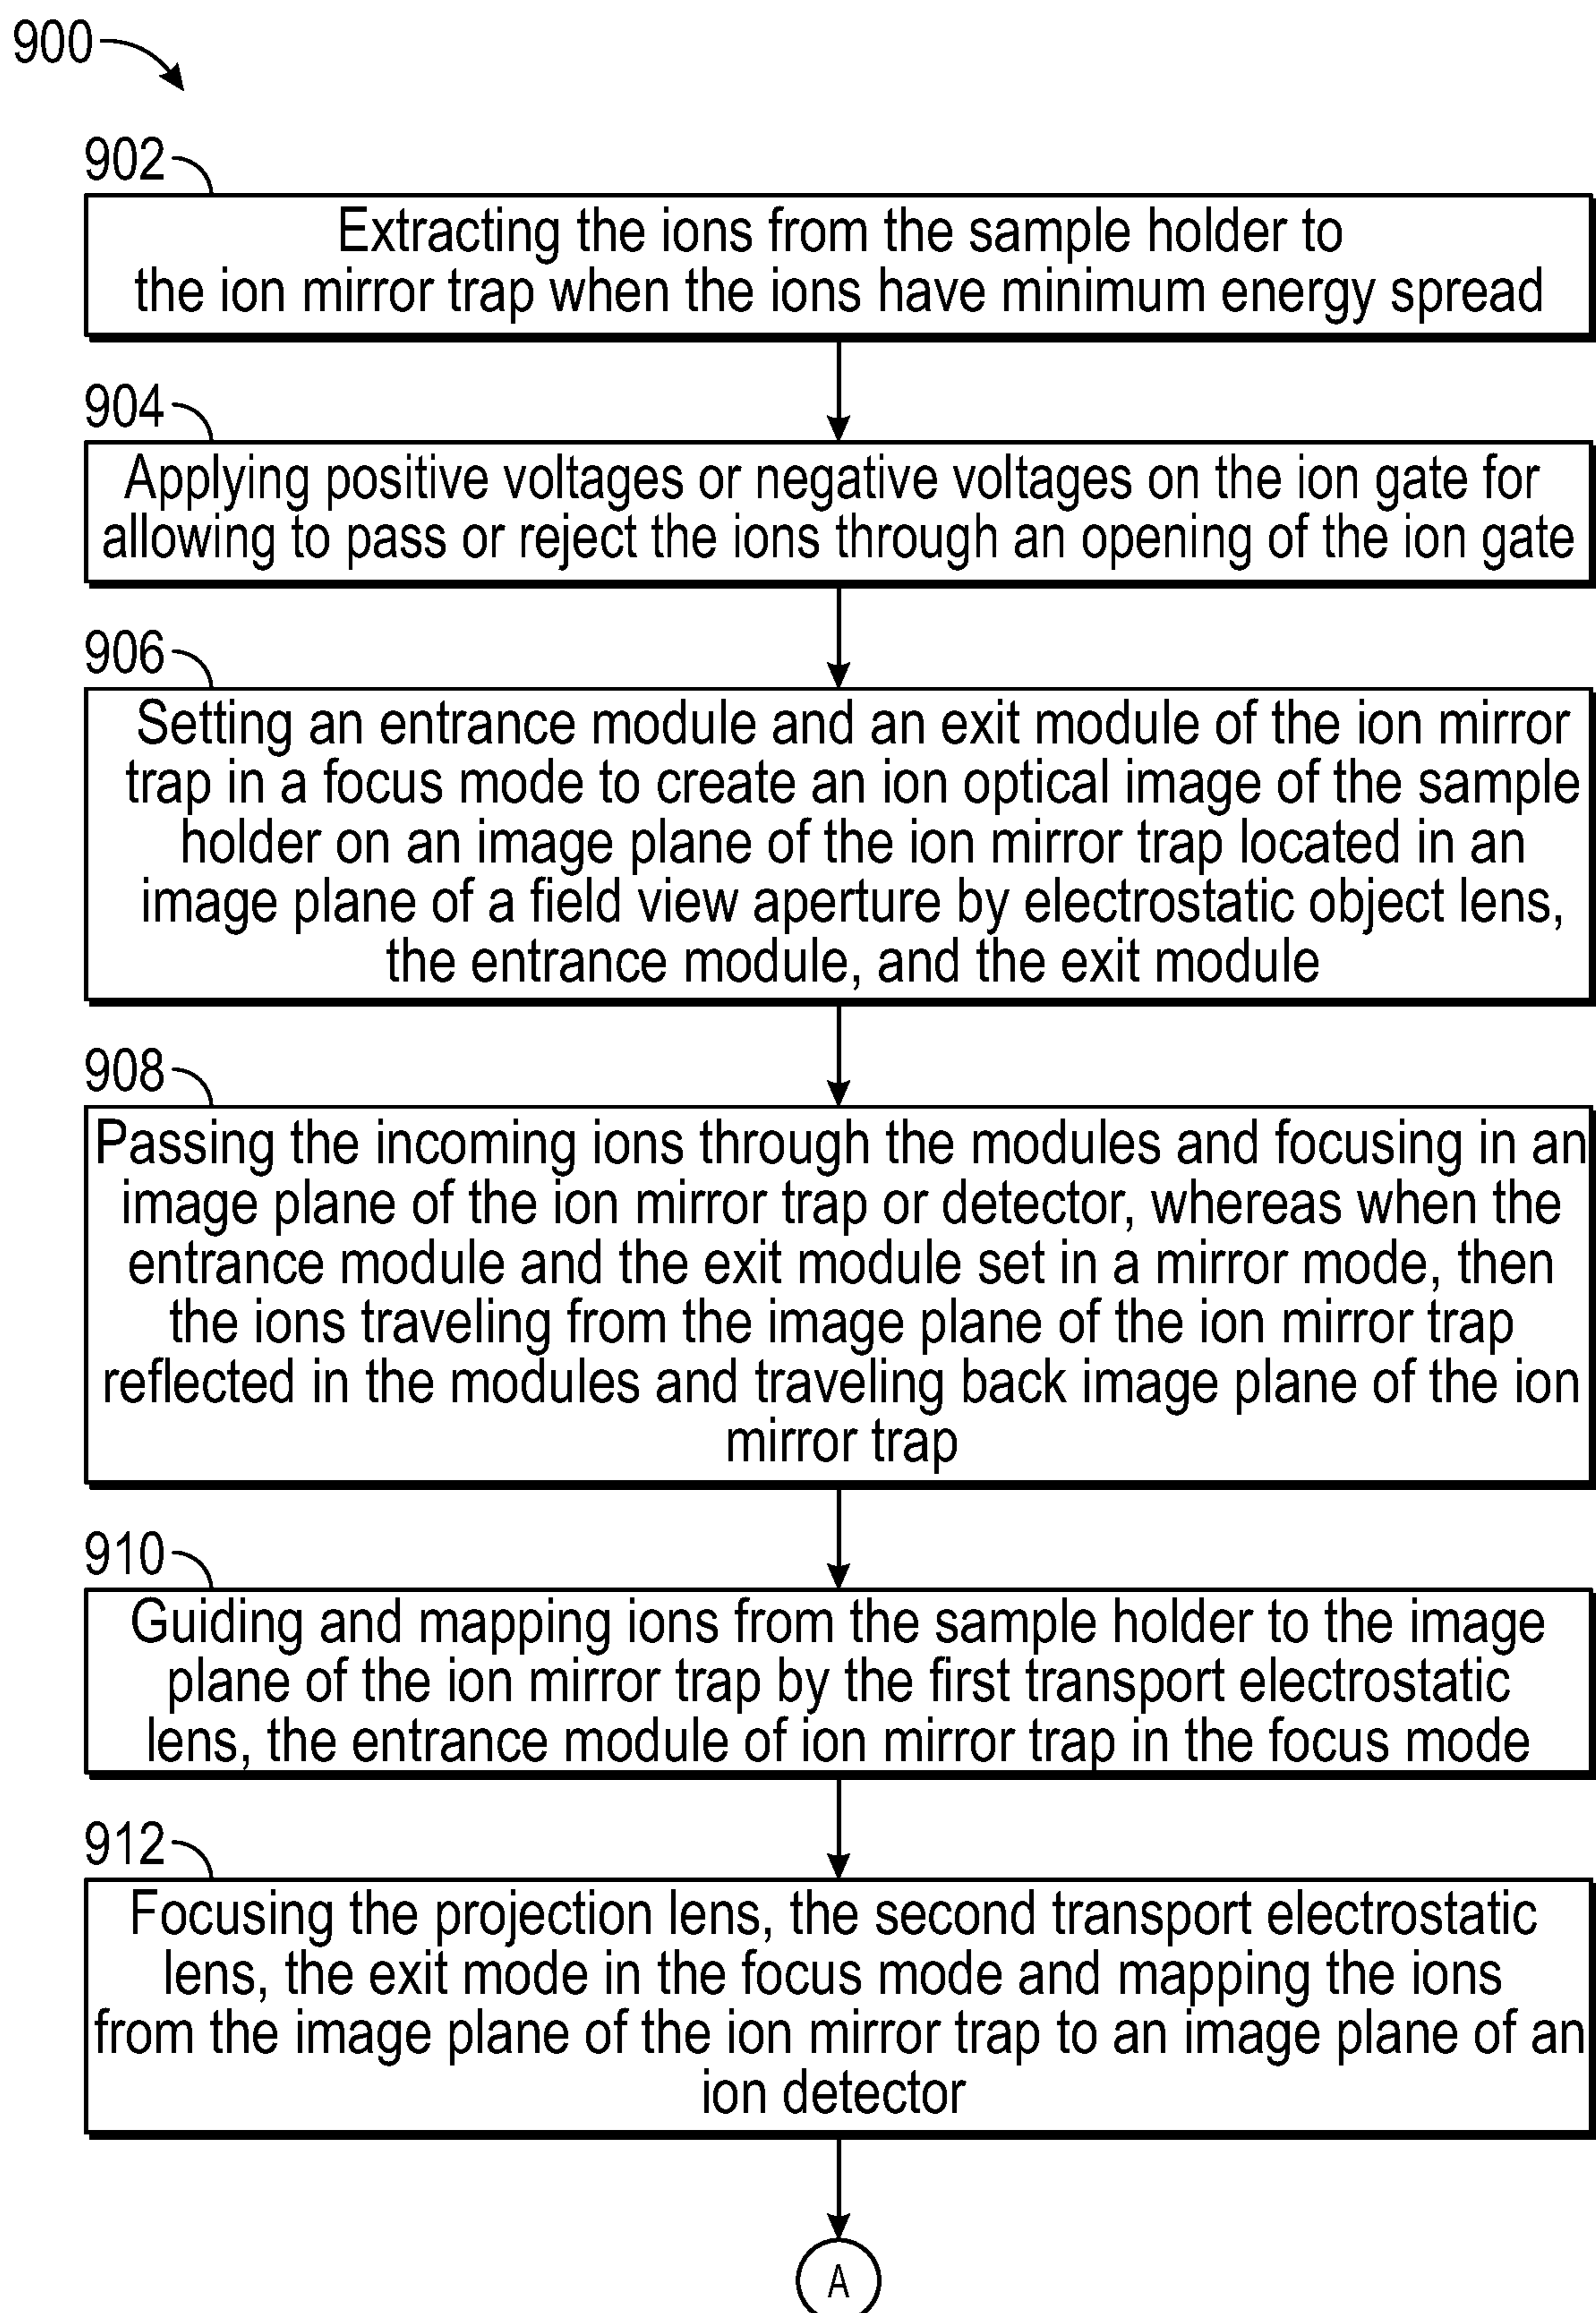 900
902
Extracting the ions from the sample holder to
the ion mirror trap when the ions have minimum energy spread
904
Applying positive voltages or negative voltages on the ion gate for
allowing to pass or reject the ions through an opening of the ion gate
906
Setting an entrance module and an exit module of the ion mirror
trap in a focus mode to create an ion optical image of the sample
holder on an image plane of the ion mirror trap located in an
image plane of a field view aperture by electrostatic object lens,
the entrance module, and the exit module
908
Passing the incoming ions through the modules and focusing in an
image plane of the ion mirror trap or detector, whereas when the
entrance module and the exit module set in a mirror mode, then
the ions traveling from the image plane of the ion mirror trap
reflected in the modules and traveling back image plane of the ion
mirror trap
910
Guiding and mapping ions from the sample holder to the image
plane of the ion mirror trap by the first transport electrostatic
lens, the entrance module of ion mirror trap in the focus mode
912
Focusing the projection lens, the second transport electrostatic
lens, the exit mode in the focus mode and mapping the ions
from the image plane of the ion mirror trap to an image plane of an
ion detector
A